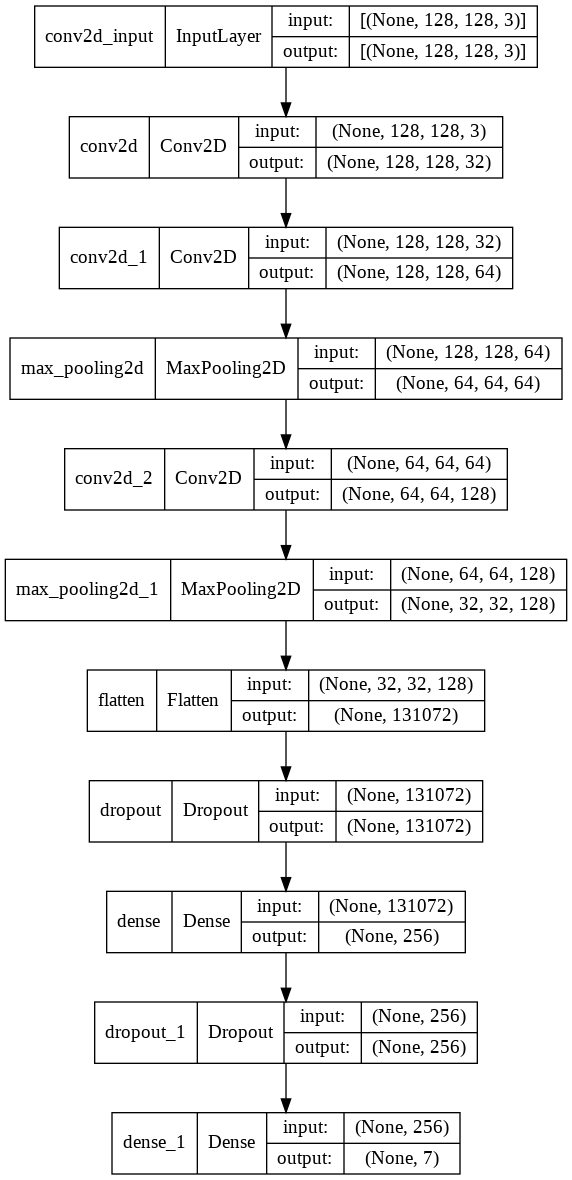 conv2d_input InputLayer input: [(None, 128, 128, 3)]
output: [(None, 128, 128, 3)]
conv2d Conv2D input: (None, 128, 128, 3)
output: (None, 128, 128, 32)
conv2d_1 Conv2D input: (None, 128, 128, 32)
output: (None, 128, 128, 64)
max_pooling2d MaxPooling2D input: (None, 128, 128, 64)
output: (None, 64, 64, 64)
conv2d_2 Conv2D input: (None, 64, 64, 64)
output: (None, 64, 64, 128)
max_pooling2d_1 MaxPooling2D input: (None, 64, 64, 128)
output: (None, 32, 32, 128)
flatten Flatten input: (None, 32, 32, 128)
output: (None, 131072)
dropout Dropout input: (None, 131072)
output: (None, 131072)
dense Dense input: (None, 131072)
output: (None, 256)
dropout_1 Dropout input: (None, 256)
output: (None, 256)
dense_1 Dense input: (None, 256)
output: (None, 7)